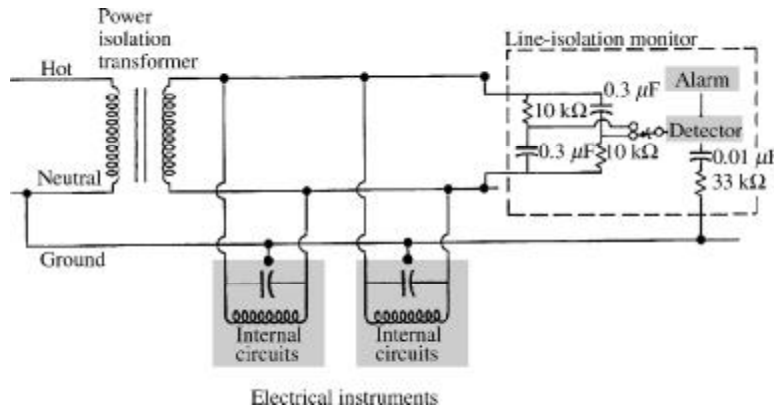 Power
isolation
transformer
Hot
Neutral
Ground
Line-isolation monitor
0.3 μF
Alarm
10 kΩ
Detector
0.3 μF
10 kΩ
0.01 μF
33 kΩ
Internal
circuits
Internal
circuits
Electrical instruments